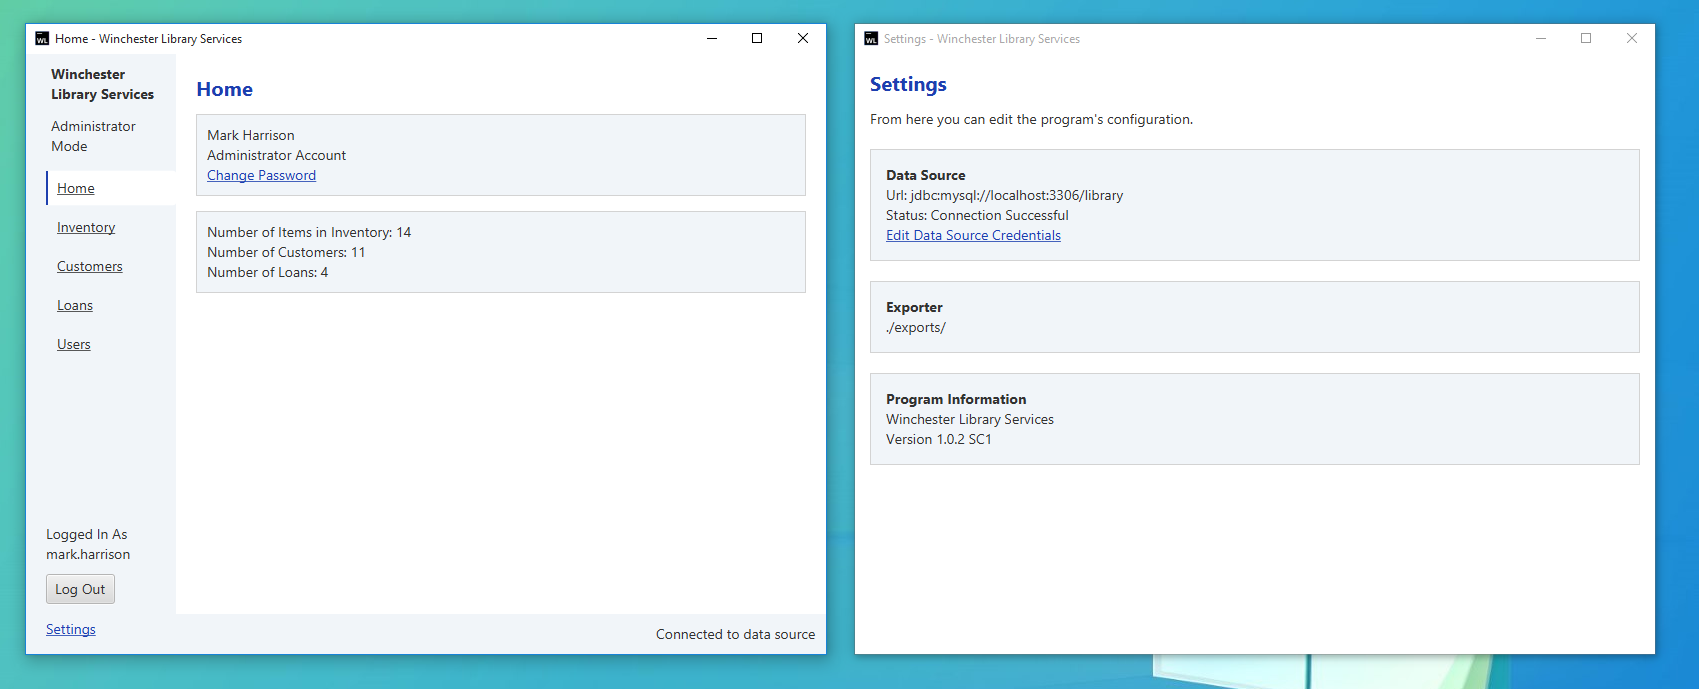 WL Home - Winchester Library Services
Winchester
Library Services
Administrator
Mode
Home
Inventory
Customers
Loans
Users
Logged In As
mark.harrison
Log Out
Settings
Home
Mark Harrison
Administrator Account
Change Password
Number of Items in Inventory: 14
Number of Customers: 11
Number of Loans: 4
Connected to data source
WL Settings - Winchester Library Services
Settings
From here you can edit the program's configuration.
Data Source
Url: jdbc:mysql://localhost:3306/library
Status: Connection Successful
Edit Data Source Credentials
Exporter
./exports/
Program Information
Winchester Library Services
Version 1.0.2 SC1